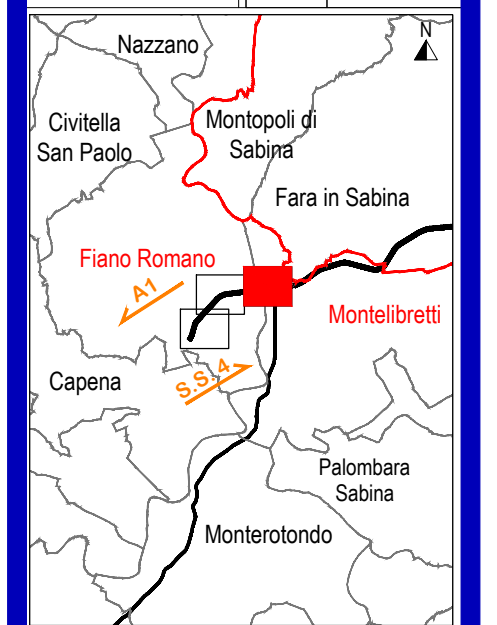 N
Nazzano
Civitella
San Paolo
Montopoli di
Sabina
Fara in Sabina
Fiano Romano
A1
Montelibretti
S.S. 4
Capena
Palombara
Sabina
Monterotondo